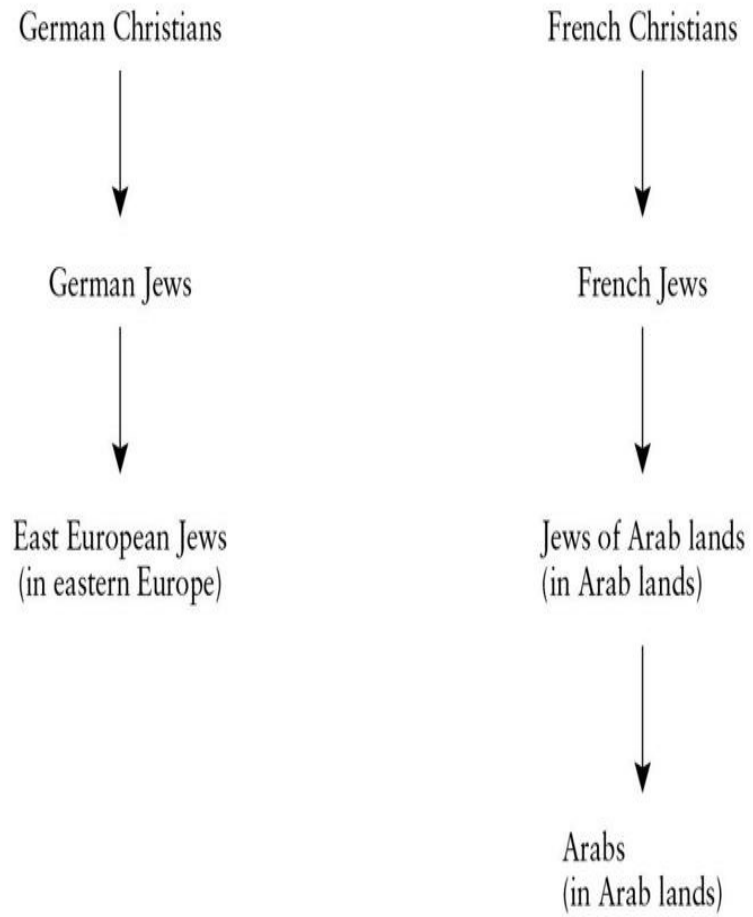 German Christians
French Christians
German Jews
French Jews
East European Jews
(in eastern Europe)
Jews of Arab lands
(in Arab lands)
Arabs
(in Arab lands)